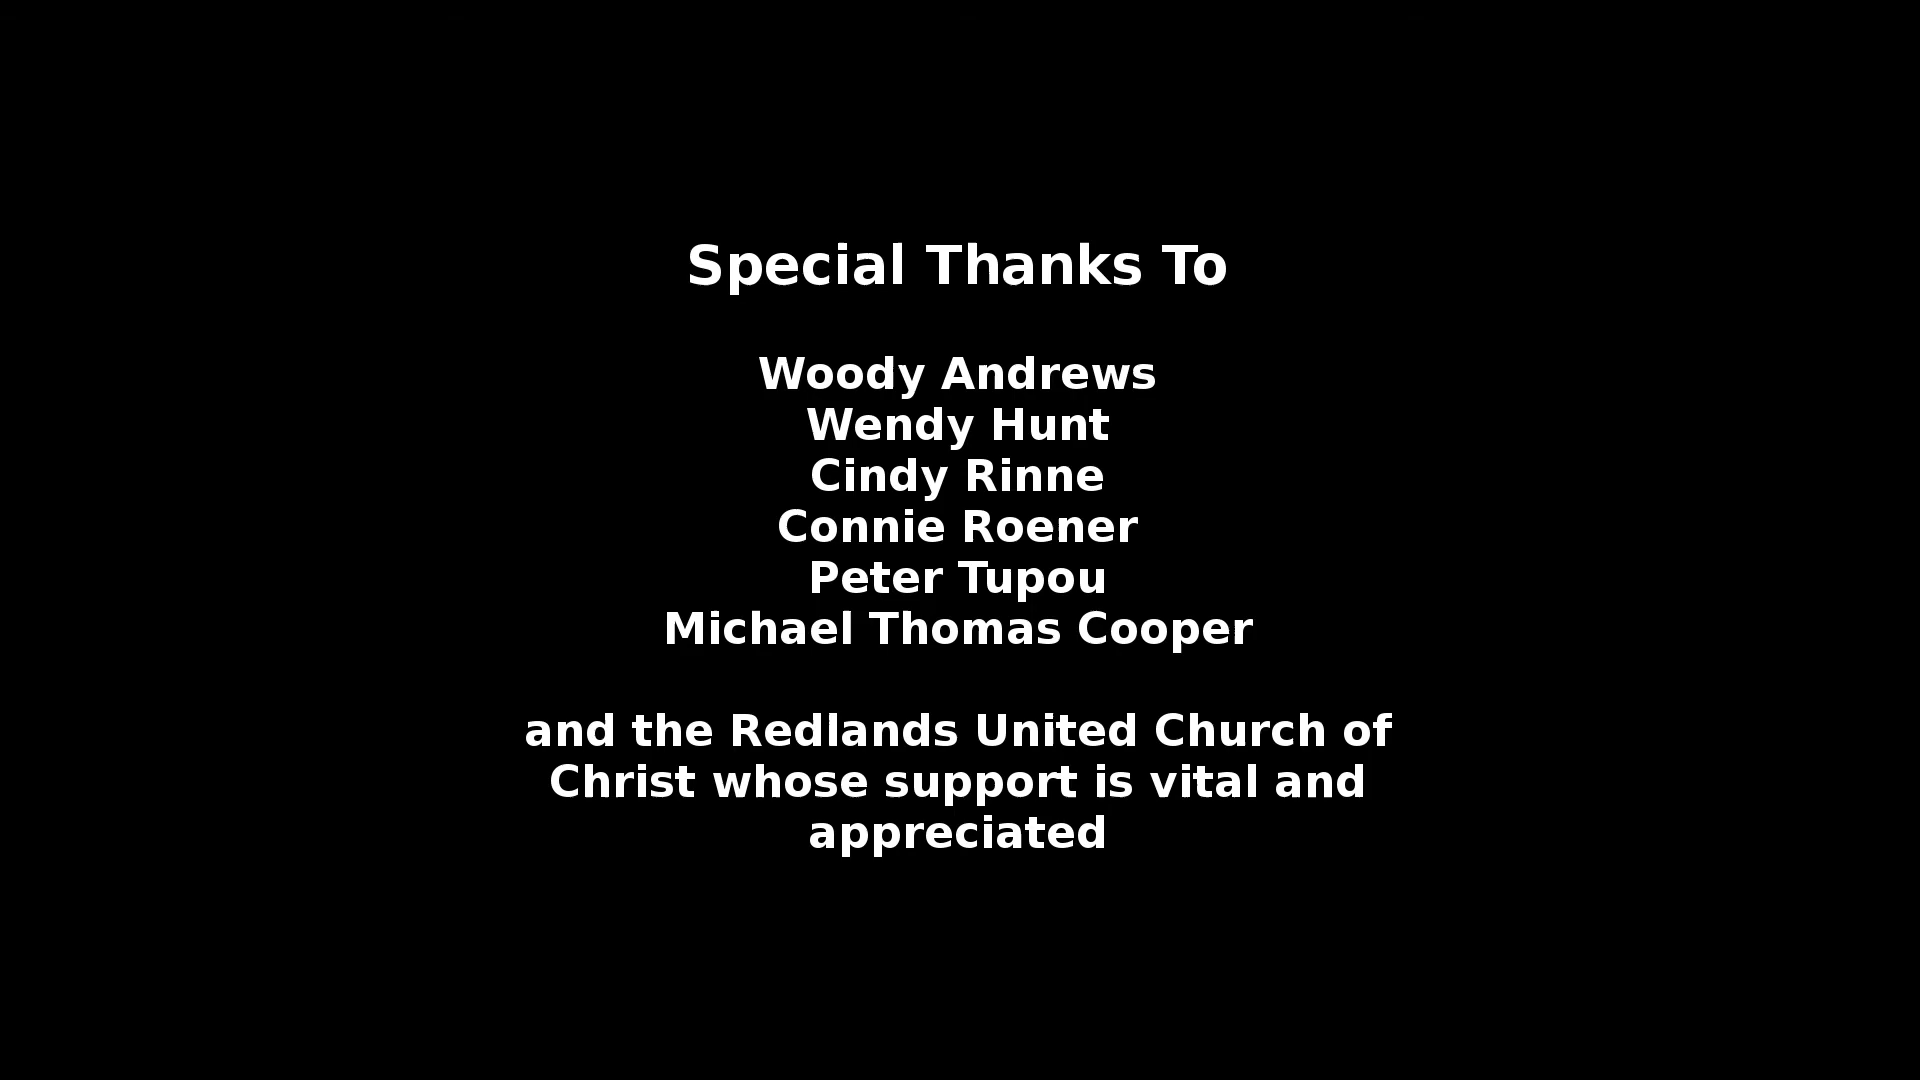 Special Thanks To
Woody Andrews
Wendy Hunt
Cindy Rinne
Connie Roener
Peter Tupou
Michael Thomas Cooper
and the Redlands United Church of
Christ whose support is vital and
appreciated